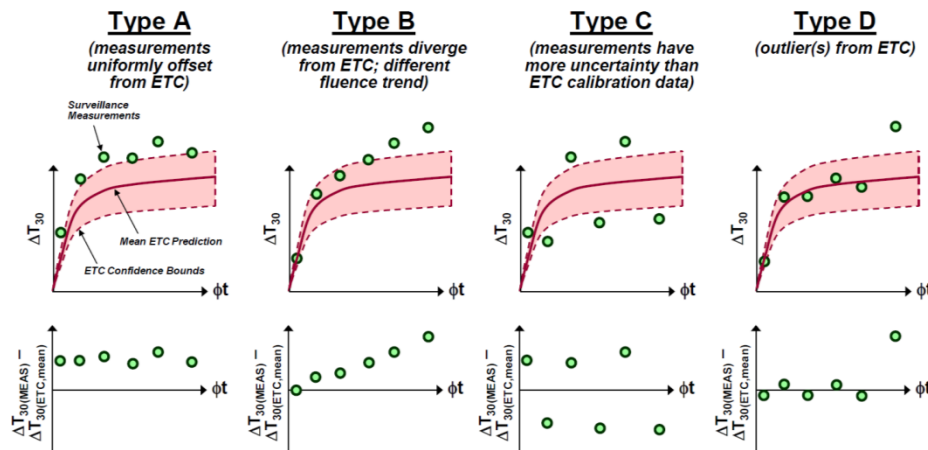 Type A
(measurements
uniformly offset
from ETC)
Surveillance
Measurements
ΔT30
Mean ETC Prediction
ETC Confidence Bounds
ϕt
Type B
(measurements diverge
from ETC; different
fluence trend)
ΔT30
ϕt
Type C
(measurements have
more uncertainty than
ETC calibration data)
ΔT30
ϕt
Type D
(outlier(s) from ETC)
ΔT30
ϕt
ΔT30(MEAS) –
ΔT30(ETC,mean)
ϕt
ΔT30(MEAS) –
ΔT30(ETC,mean)
ϕt
ΔT30(MEAS) –
ΔT30(ETC,mean)
ϕt
ΔT30(MEAS) –
ΔT30(ETC,mean)
ϕt